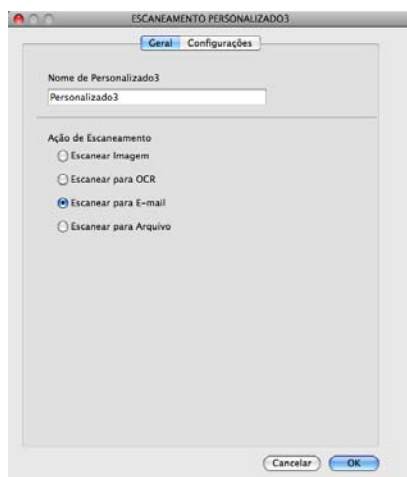 ESCANEAMENTO PERSONALIZADO3
Geral Configurações
Nome de Personalizado3
Personalizado3
Ação de Escaneamento
Escanear Imagem
Escanear para OCR
Escanear para E-mail
Escanear para Arquivo
Cancelar OK